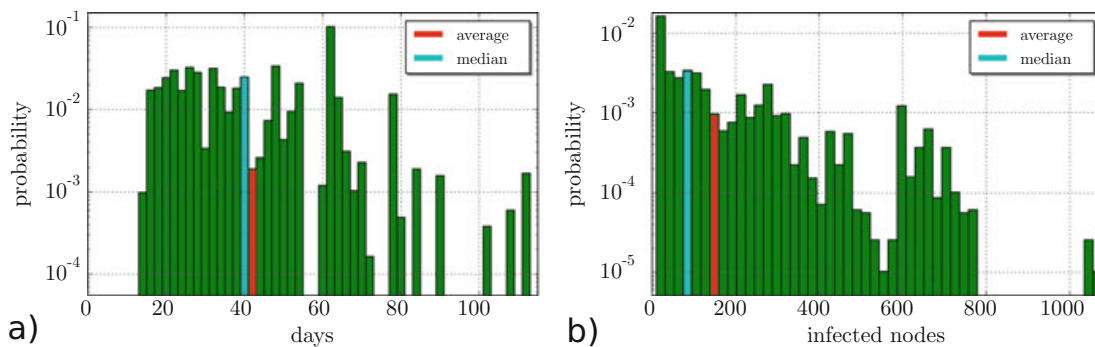 10⁻¹
10⁻²
10⁻³
10⁻⁴
probability
average
median
0 20 40 60 80 100
days
a)
10⁻²
10⁻³
10⁻⁴
10⁻⁵
probability
average
median
0 200 400 600 800 1000
infected nodes
b)